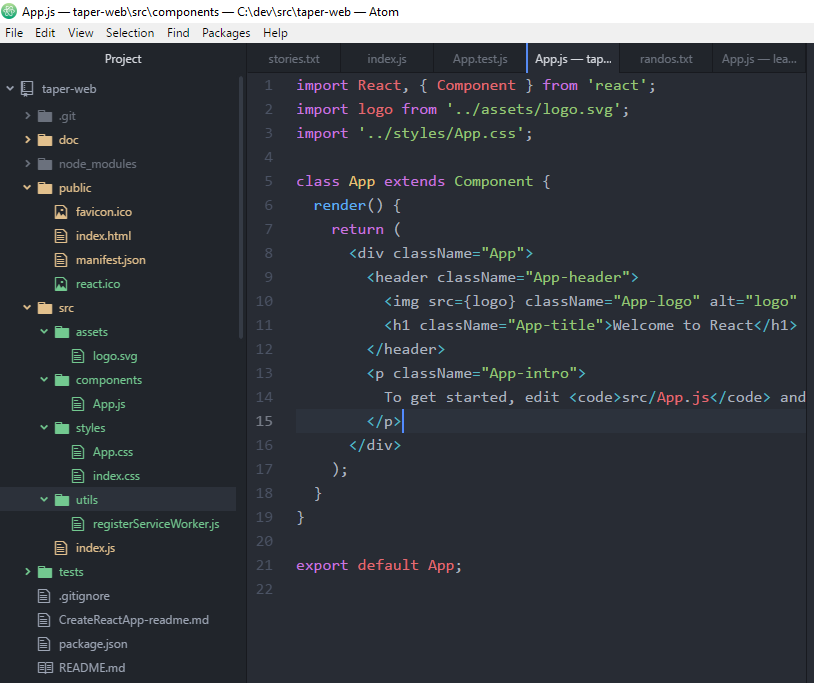 App.js — taper-web\src\components — C:\dev\src\taper-web — Atom
File Edit View Selection Find Packages Help
Project
taper-web
.git
doc
node_modules
public
favicon.ico
index.html
manifest.json
react.ico
src
assets
logo.svg
components
App.js
styles
App.css
index.css
utils
registerServiceWorker.js
index.js
tests
.gitignore
CreateReactApp-readme.md
package.json
README.md
stories.txt index.js App.test.js App.js — tap... randos.txt App.js — lea...
1 import React, { Component } from 'react';
2 import logo from '../assets/logo.svg';
3 import '../styles/App.css';
4
5 class App extends Component {
6   render() {
7     return (
8       <div className="App">
9         <header className="App-header">
10           <img src={logo} className="App-logo" alt="logo"
11           <h1 className="App-title">Welcome to React</h1>
12         </header>
13         <p className="App-intro">
14           To get started, edit <code>src/App.js</code> and
15         </p>
16       </div>
17     );
18   }
19 }
20
21 export default App;
22